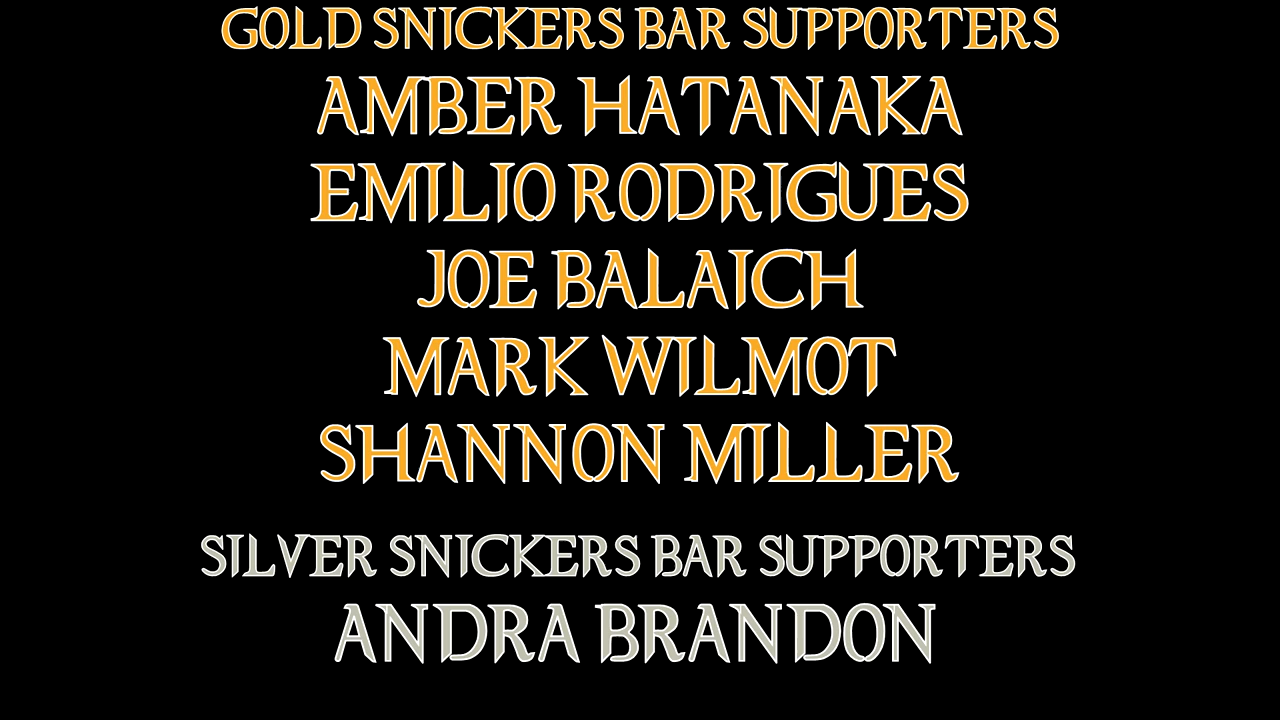 GOLD SNICKERS BAR SUPPORTERS
AMBER HATANAKA
EMILIO RODRIGUES
JOE BALAICH
MARK WILMOT
SHANNON MILLER
SILVER SNICKERS BAR SUPPORTERS
ANDRA BRANDON